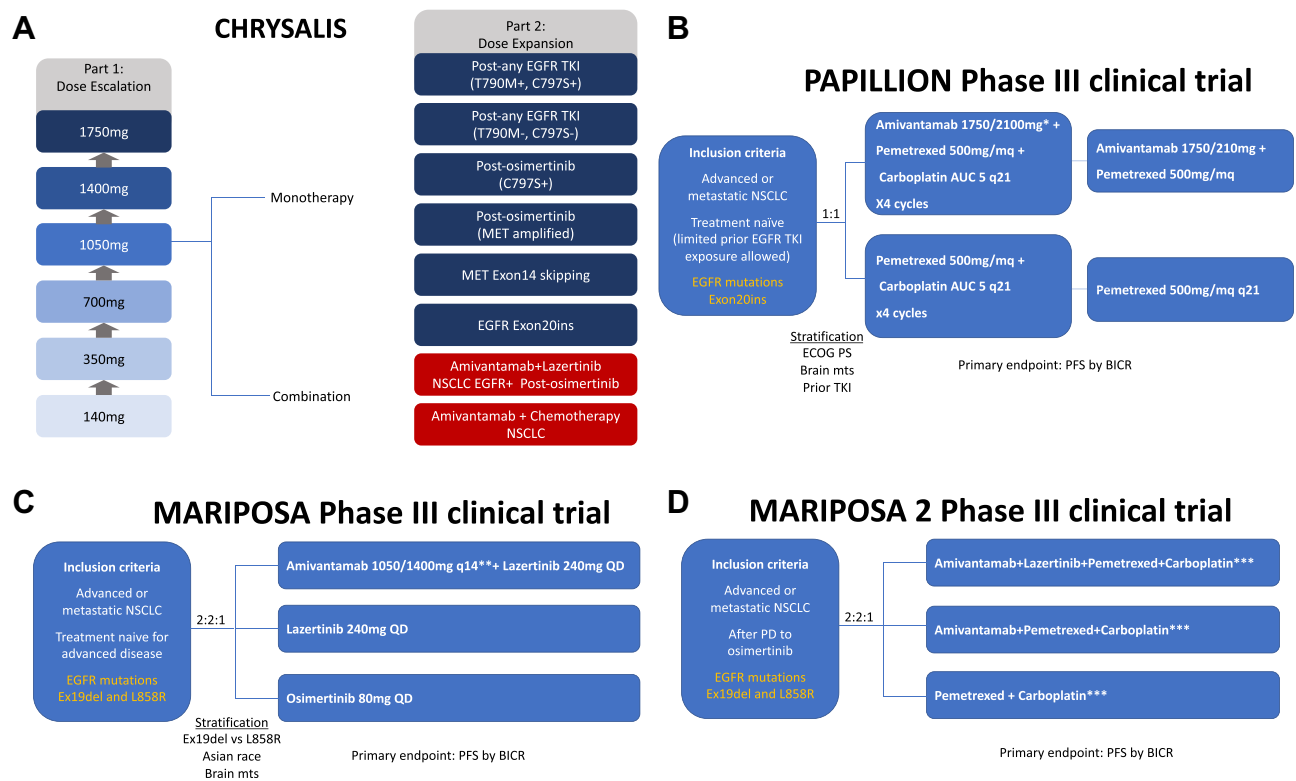 A
CHRYSALIS
Part 1:
Dose Escalation
1750mg
1400mg
1050mg
700mg
350mg
140mg
Monotherapy
Combination
Part 2:
Dose Expansion
Post-any EGFR TKI
(T790M+, C797S+)
Post-any EGFR TKI
(T790M-, C797S-)
Post-osimertinib
(C797S+)
Post-osimertinib
(MET amplified)
MET Exon14 skipping
EGFR Exon20ins
Amivantamab+Lazertinib
NSCLC EGFR+ Post-osimertinib
Amivantamab + Chemotherapy
NSCLC
B
PAPILLION Phase III clinical trial
Inclusion criteria
Advanced or
metastatic NSCLC
Treatment naïve
(limited prior EGFR TKI
exposure allowed)
EGFR mutations
Exon20ins
1:1
Stratification
ECOG PS
Brain mts
Prior TKI
Amivantamab 1750/2100mg* +
Pemetrexed 500mg/mq +
Carboplatin AUC 5 q21
X4 cycles
Amivantamab 1750/210mg +
Pemetrexed 500mg/mq
Pemetrexed 500mg/mq +
Carboplatin AUC 5 q21
x4 cycles
Pemetrexed 500mg/mq q21
Primary endpoint: PFS by BICR
C
MARIPOSA Phase III clinical trial
Inclusion criteria
Advanced or
metastatic NSCLC
Treatment naive for
advanced disease
EGFR mutations
Ex19del and L858R
2:2:1
Stratification
Ex19del vs L858R
Asian race
Brain mts
Amivantamab 1050/1400mg q14**+ Lazertinib 240mg QD
Lazertinib 240mg QD
Osimertinib 80mg QD
Primary endpoint: PFS by BICR
D
MARIPOSA 2 Phase III clinical trial
Inclusion criteria
Advanced or
metastatic NSCLC
After PD to
osimertinib
EGFR mutations
Ex19del and L858R
2:2:1
Amivantamab+Lazertinib+Pemetrexed+Carboplatin***
Amivantamab+Pemetrexed+Carboplatin***
Pemetrexed + Carboplatin***
Primary endpoint: PFS by BICR